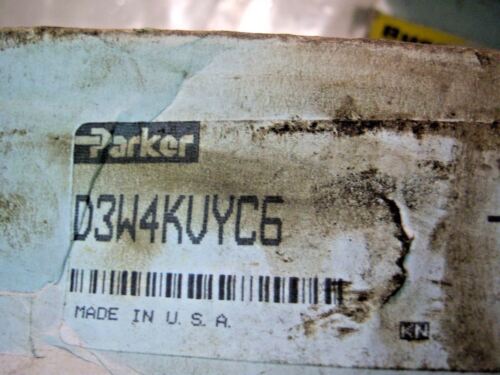 Parker
D3W4KVYC6
MADE IN U.S.A.
KN